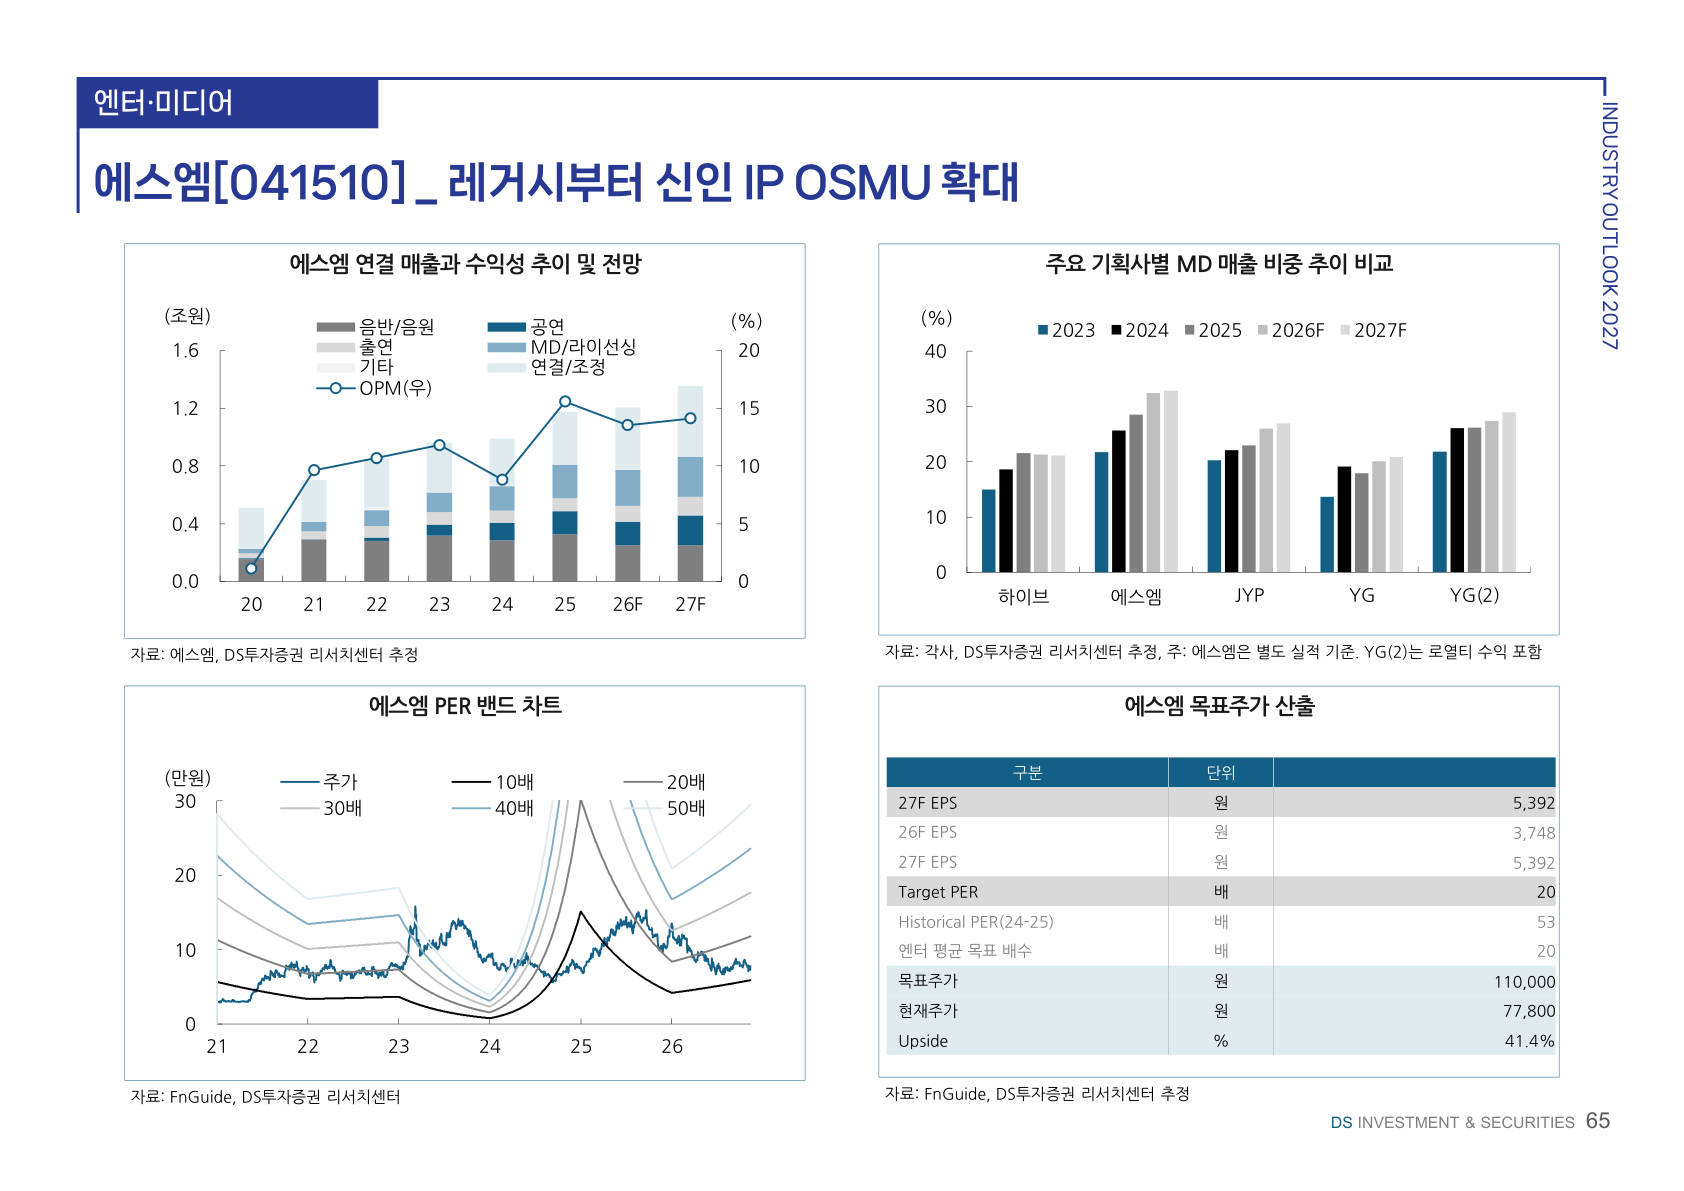 엔터·미디어
INDUSTRY OUTLOOK 2027
에스엠[041510] _ 레거시부터 신인 IP OSMU 확대
에스엠 연결 매출과 수익성 추이 및 전망
(조원)
(%)
음반/음원
공연
출연
MD/라이선싱
기타
연결/조정
OPM(우)
1.6
1.2
0.8
0.4
0.0
20
15
10
5
0
20 21 22 23 24 25 26F 27F
자료: 에스엠, DS투자증권 리서치센터 추정
주요 기획사별 MD 매출 비중 추이 비교
(%)
2023 2024 2025 2026F 2027F
40
30
20
10
0
하이브 에스엠 JYP YG YG(2)
자료: 각사, DS투자증권 리서치센터 추정, 주: 에스엠은 별도 실적 기준. YG(2)는 로열티 수익 포함
에스엠 PER 밴드 차트
(만원)
주가 10배 20배
30배 40배 50배
30
20
10
0
21 22 23 24 25 26
자료: FnGuide, DS투자증권 리서치센터
에스엠 목표주가 산출
구분 단위
27F EPS 원 5,392
26F EPS 원 3,748
27F EPS 원 5,392
Target PER 배 20
Historical PER(24-25) 배 53
엔터 평균 목표 배수 배 20
목표주가 원 110,000
현재주가 원 77,800
Upside % 41.4%
자료: FnGuide, DS투자증권 리서치센터 추정
DS INVESTMENT & SECURITIES 65